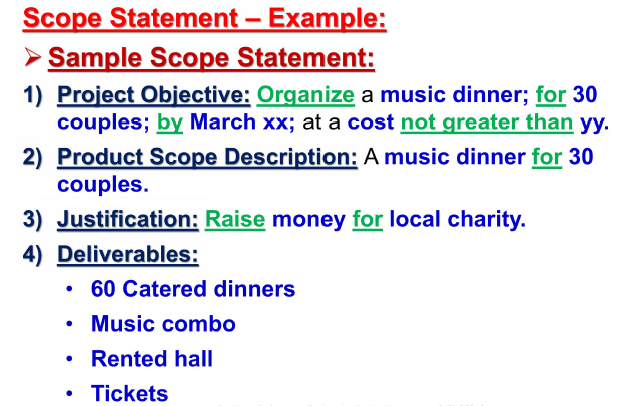 Scope Statement – Example:
➢ Sample Scope Statement:
1) Project Objective: Organize a music dinner; for 30
couples; by March xx; at a cost not greater than yy.
2) Product Scope Description: A music dinner for 30
couples.
3) Justification: Raise money for local charity.
4) Deliverables:
• 60 Catered dinners
• Music combo
• Rented hall
• Tickets